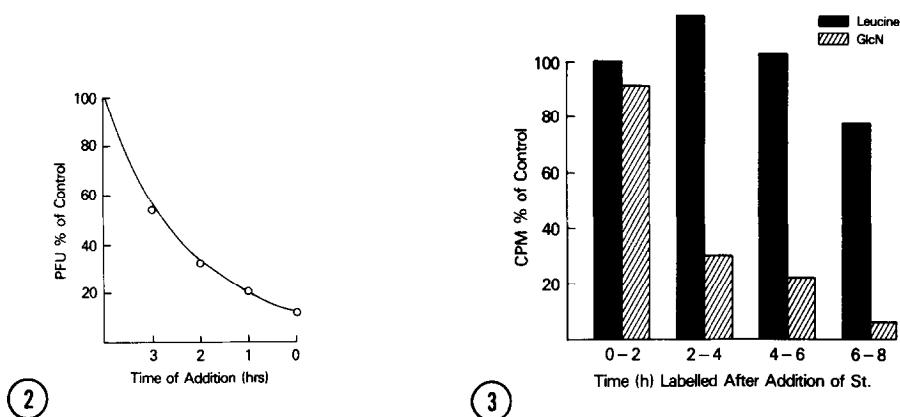 100
80
60
40
20
PFU % of Control
3 2 1 0
Time of Addition (hrs)
2
Leucine
GlcN
100
80
60
40
20
CPM % of Control
0-2 2-4 4-6 6-8
Time (h) Labelled After Addition of St.
3